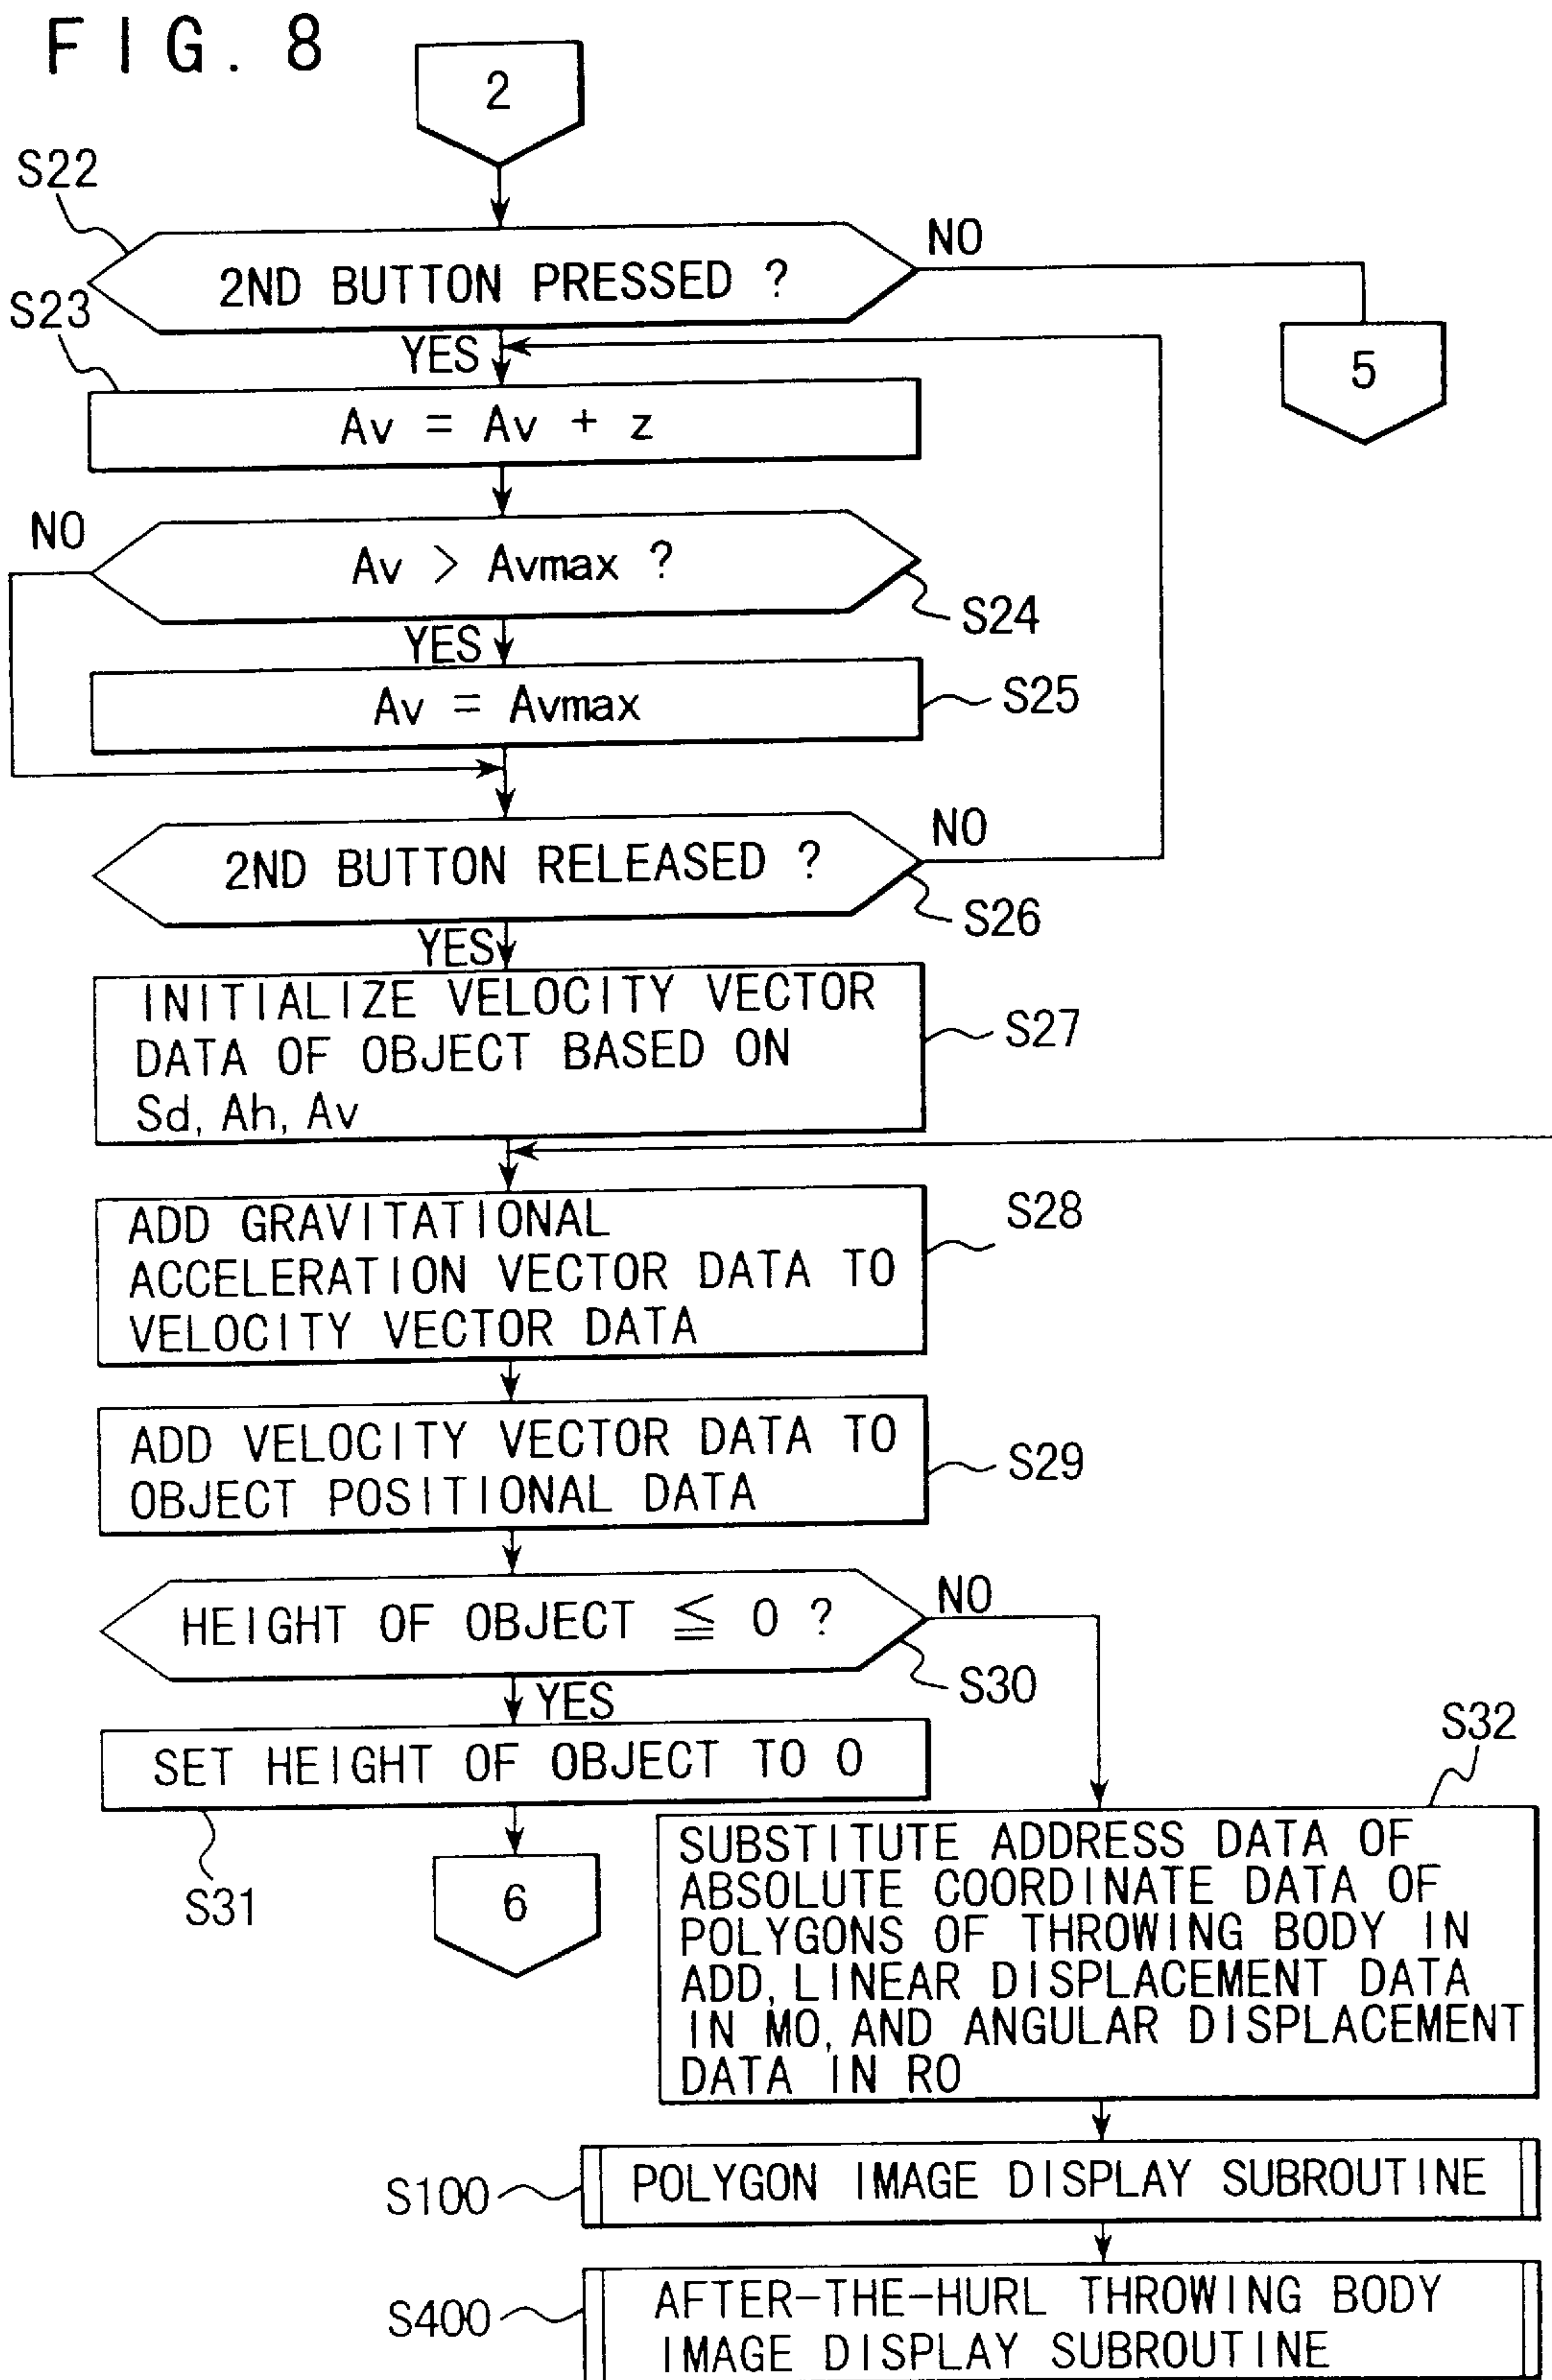 FIG. 8
2
S22
2ND BUTTON PRESSED ?
NO
5
S23
YES
Av = Av + z
NO
Av > Avmax ?
S24
YES
Av = Avmax
S25
2ND BUTTON RELEASED ?
NO
S26
YES
INITIALIZE VELOCITY VECTOR
DATA OF OBJECT BASED ON
Sd, Ah, Av
S27
ADD GRAVITATIONAL
ACCELERATION VECTOR DATA TO
VELOCITY VECTOR DATA
S28
ADD VELOCITY VECTOR DATA TO
OBJECT POSITIONAL DATA
S29
HEIGHT OF OBJECT ≦ 0 ?
NO
S30
YES
SET HEIGHT OF OBJECT TO 0
S31
6
S32
SUBSTITUTE ADDRESS DATA OF
ABSOLUTE COORDINATE DATA OF
POLYGONS OF THROWING BODY IN
ADD, LINEAR DISPLACEMENT DATA
IN MO, AND ANGULAR DISPLACEMENT
DATA IN RO
S100
POLYGON IMAGE DISPLAY SUBROUTINE
S400
AFTER-THE-HURL THROWING BODY
IMAGE DISPLAY SUBROUTINE